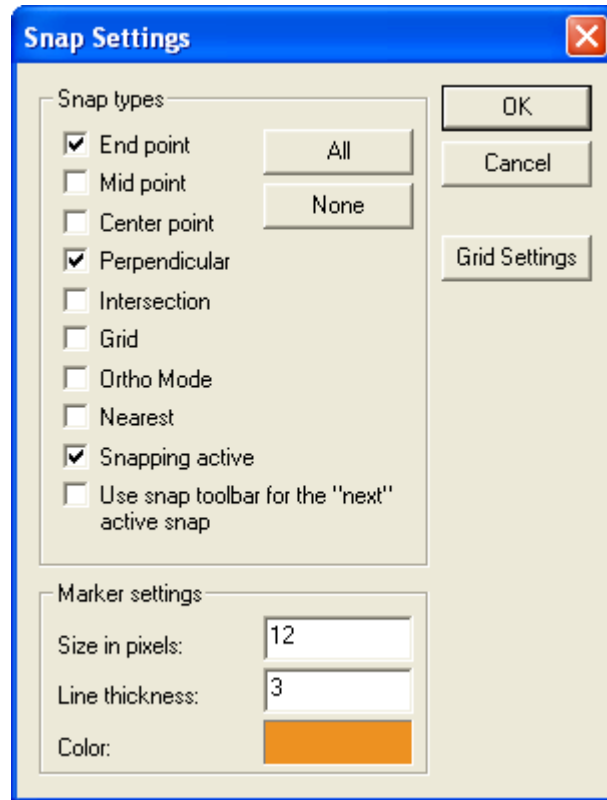 Snap Settings
Snap types
End point
Mid point
Center point
Perpendicular
Intersection
Grid
Ortho Mode
Nearest
Snapping active
Use snap toolbar for the "next"
active snap
All
None
OK
Cancel
Grid Settings
Marker settings
Size in pixels: 12
Line thickness: 3
Color: